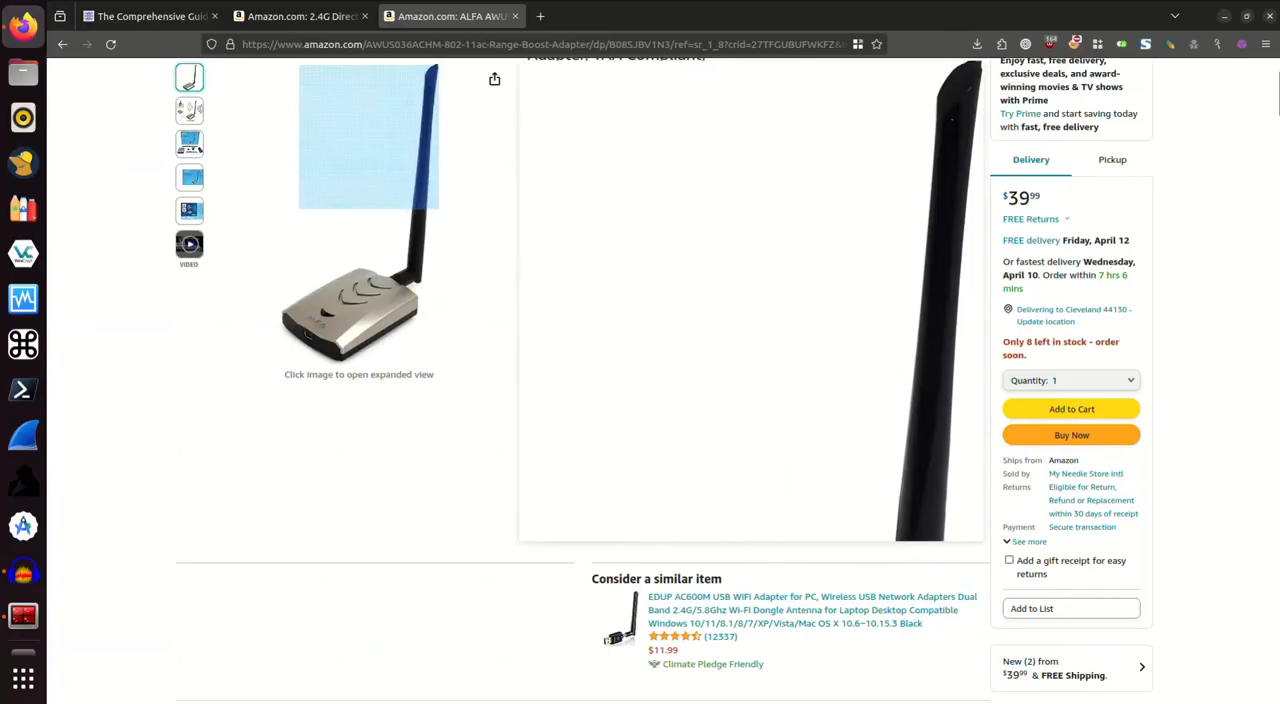 The Comprehensive Guid
Amazon.com: 2.4G Direct
Amazon.com: ALFA AWU
https://www.amazon.com/AWUS036ACHM-802-11ac-Range-Boost-Adapter/dp/B08SJBV1N3/ref=sr_1_8?crid=27TFGUBUFWKFZ&
164
VIDEO
Click image to open expanded view
Enjoy fast, free delivery,
exclusive deals, and award-
winning movies & TV shows
with Prime
Try Prime and start saving today
with fast, free delivery
Delivery
Pickup
$39 99
FREE Returns
FREE delivery Friday, April 12
Or fastest delivery Wednesday,
April 10. Order within 7 hrs 6
mins
Delivering to Cleveland 44130 -
Update location
Only 8 left in stock - order
soon.
Quantity: 1
Add to Cart
Buy Now
Ships from Amazon
Sold by My Needle Store Intl
Returns Eligible for Return,
Refund or Replacement
within 30 days of receipt
Payment Secure transaction
See more
Add a gift receipt for easy
returns
Add to List
New (2) from
$39 99 & FREE Shipping.
Consider a similar item
EDUP AC600M USB WiFi Adapter for PC, Wireless USB Network Adapters Dual
Band 2.4G/5.8Ghz Wi-Fi Dongle Antenna for Laptop Desktop Compatible
Windows 10/11/8.1/8/7/XP/Vista/Mac OS X 10.6~10.15.3 Black
(12337)
$11.99
Climate Pledge Friendly